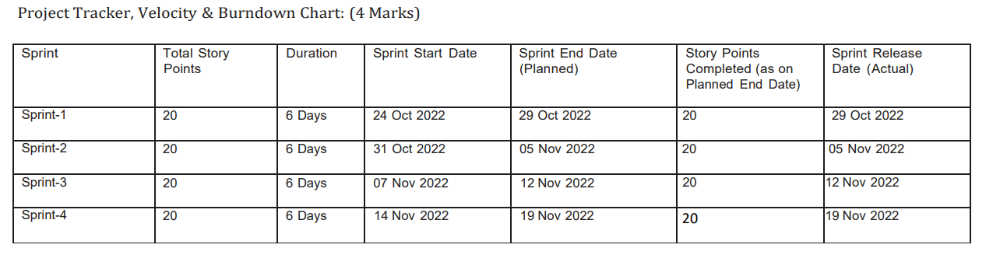 Project Tracker, Velocity & Burndown Chart: (4 Marks)
Sprint Total Story Points Duration Sprint Start Date Sprint End Date (Planned) Story Points Completed (as on Planned End Date) Sprint Release Date (Actual)
Sprint-1 20 6 Days 24 Oct 2022 29 Oct 2022 20 29 Oct 2022
Sprint-2 20 6 Days 31 Oct 2022 05 Nov 2022 20 05 Nov 2022
Sprint-3 20 6 Days 07 Nov 2022 12 Nov 2022 20 12 Nov 2022
Sprint-4 20 6 Days 14 Nov 2022 19 Nov 2022 20 19 Nov 2022